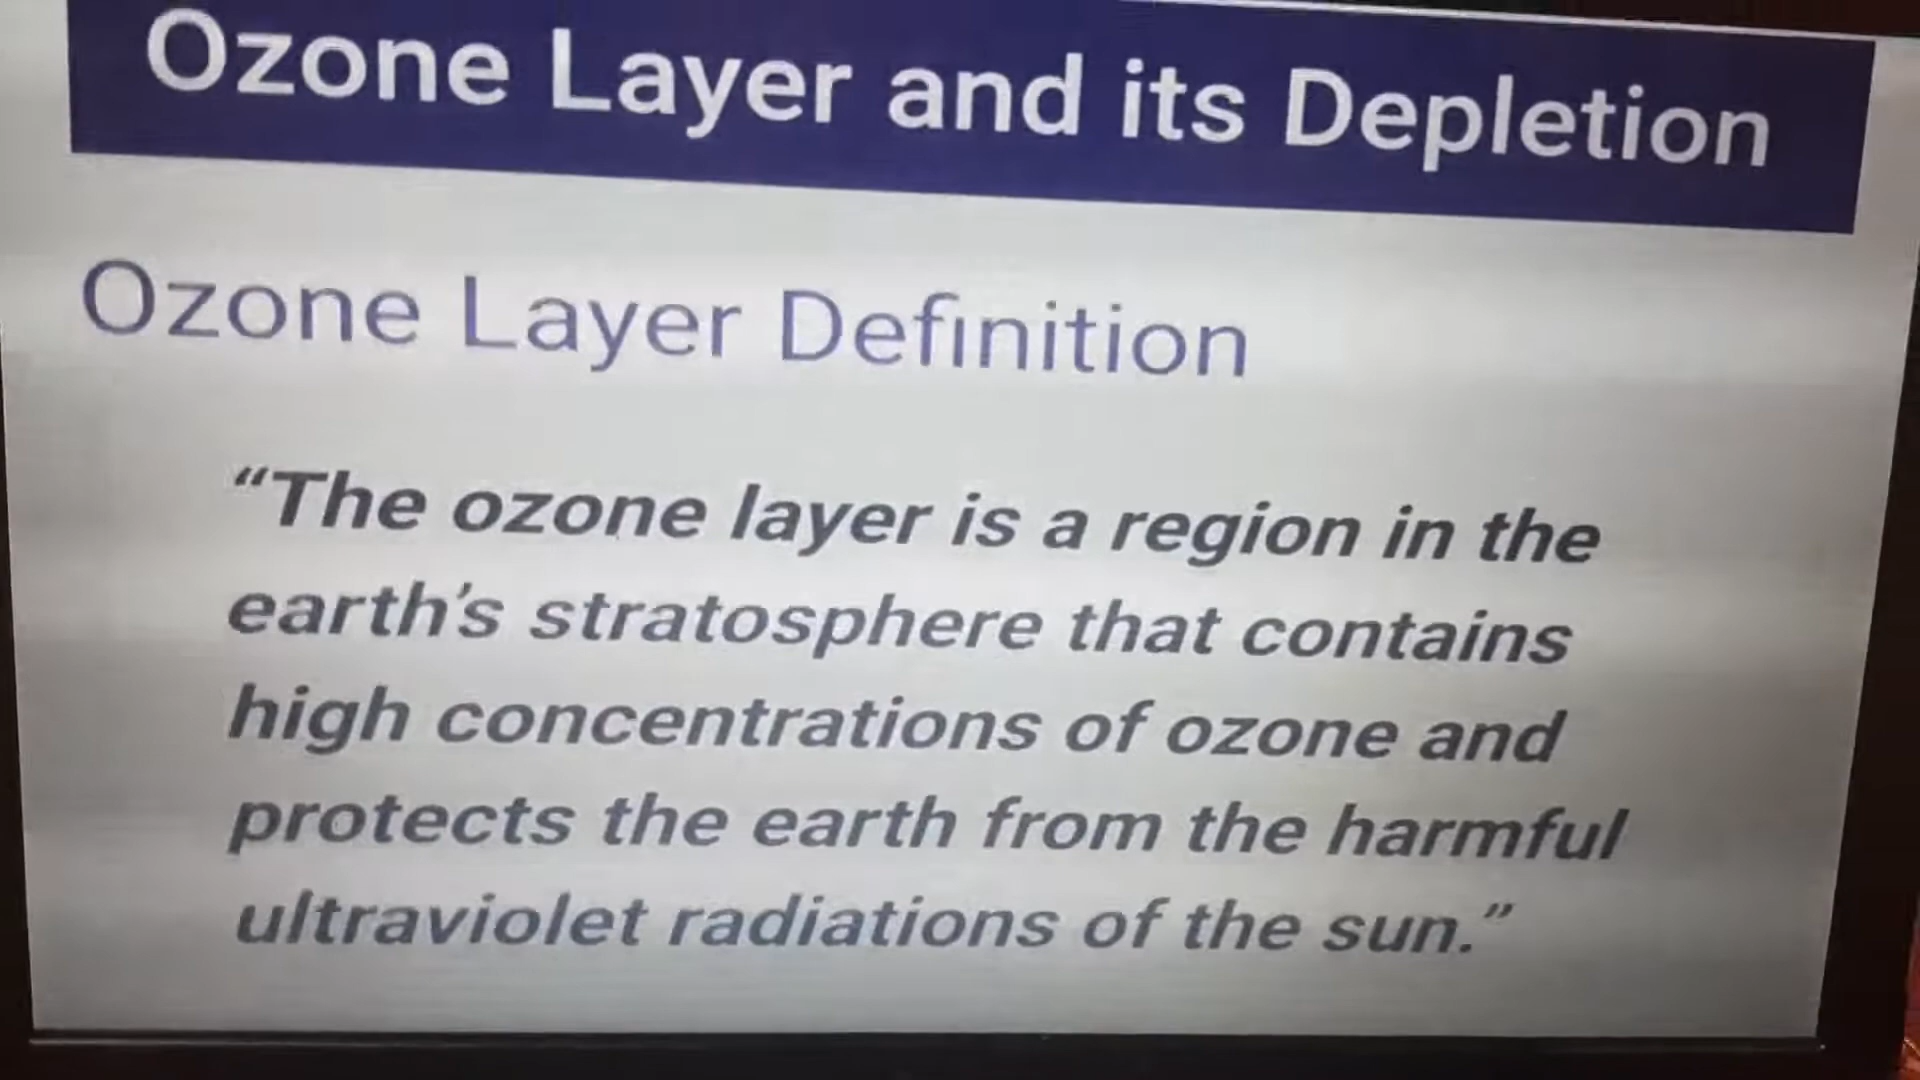 Ozone Layer and its Depletion
Ozone Layer Definition
“The ozone layer is a region in the
earth’s stratosphere that contains
high concentrations of ozone and
protects the earth from the harmful
ultraviolet radiations of the sun.”